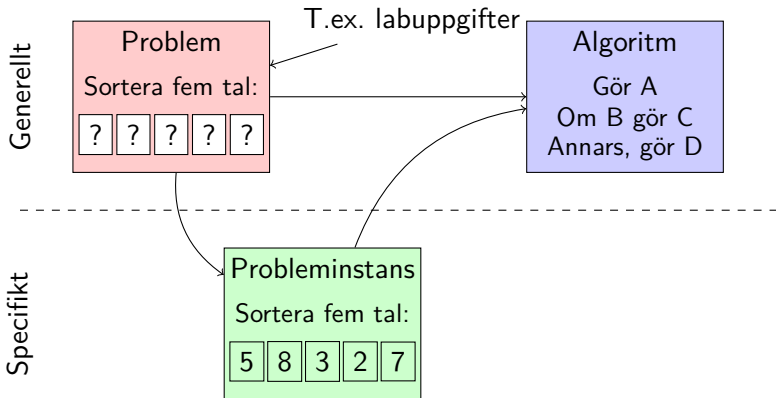 T.ex. labuppgifter
Generellt
Problem
Sortera fem tal:
? ? ? ? ?
Algoritm
Gör A
Om B gör C
Annars, gör D
Specifikt
Probleminstans
Sortera fem tal:
5 8 3 2 7